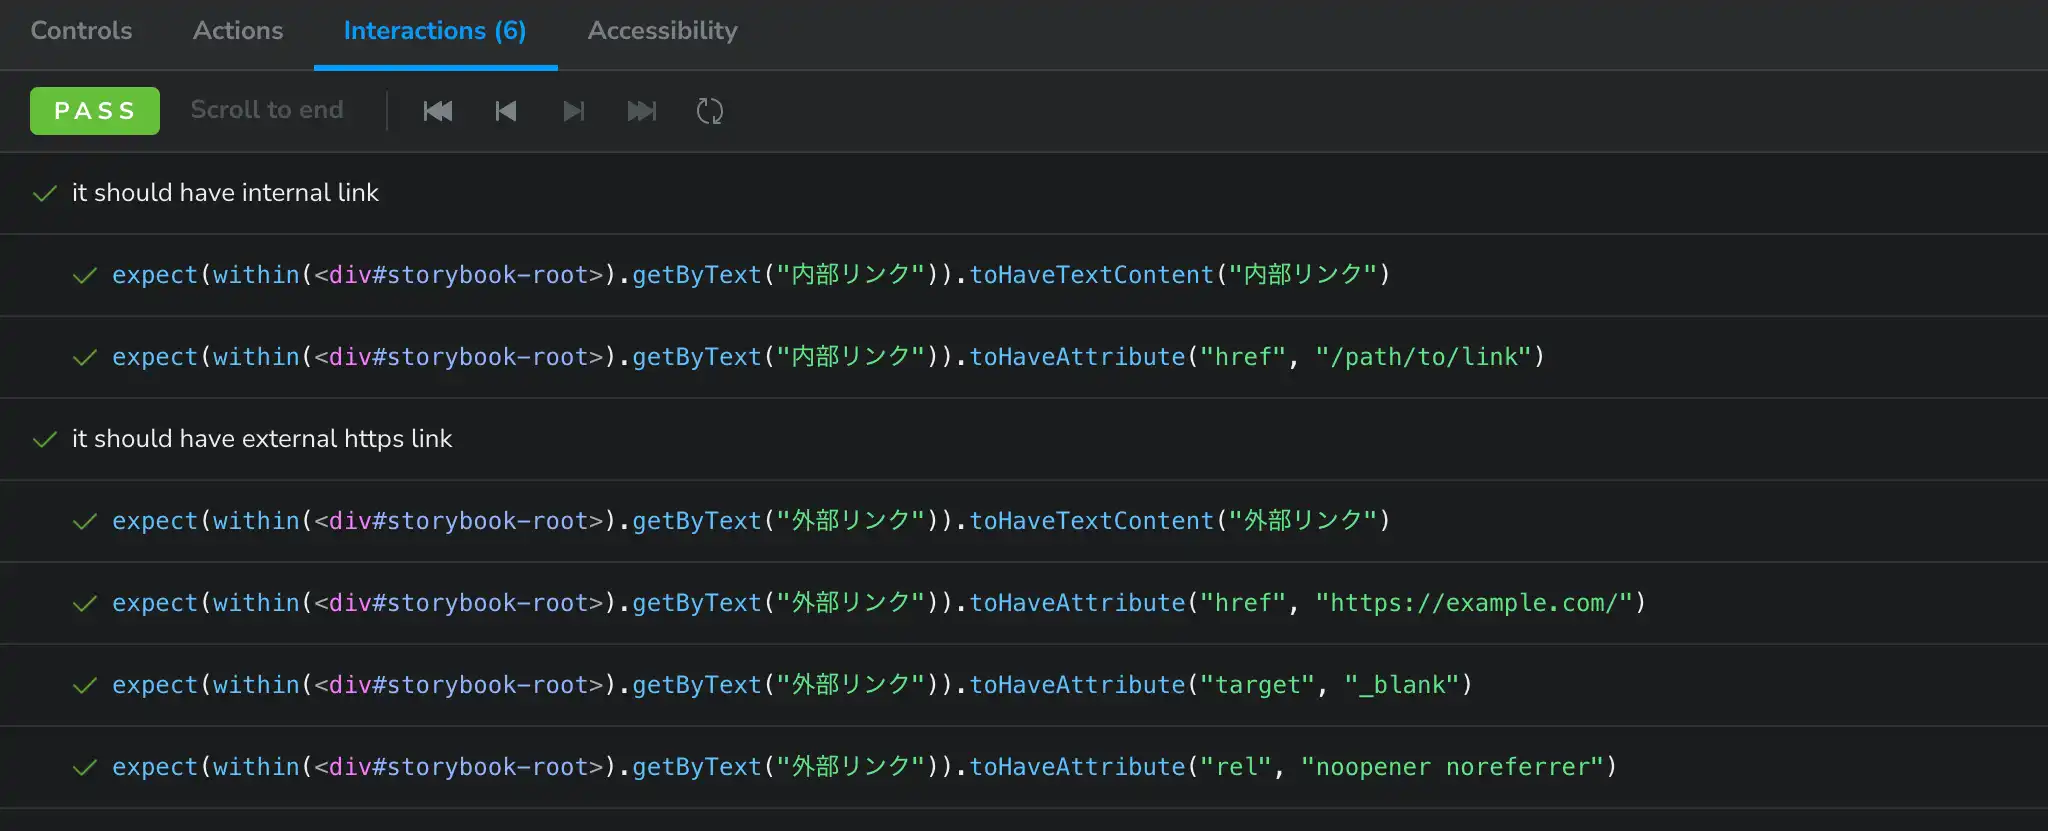 Controls Actions Interactions (6) Accessibility
PASS Scroll to end
it should have internal link
expect(within(<div#storybook-root>).getByText("内部リンク")).toHaveTextContent("内部リンク")
expect(within(<div#storybook-root>).getByText("内部リンク")).toHaveAttribute("href", "/path/to/link")
it should have external https link
expect(within(<div#storybook-root>).getByText("外部リンク")).toHaveTextContent("外部リンク")
expect(within(<div#storybook-root>).getByText("外部リンク")).toHaveAttribute("href", "https://example.com/")
expect(within(<div#storybook-root>).getByText("外部リンク")).toHaveAttribute("target", "_blank")
expect(within(<div#storybook-root>).getByText("外部リンク")).toHaveAttribute("rel", "noopener noreferrer")